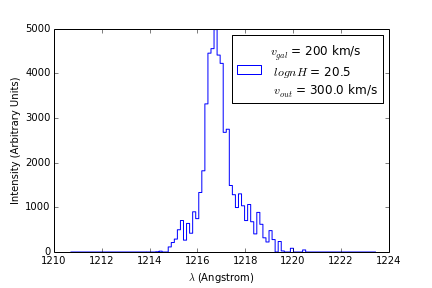 5000
4000
3000
2000
1000
0
Intensity (Arbitrary Units)
v_gal = 200 km/s
lognH = 20.5
v_out = 300.0 km/s
1210 1212 1214 1216 1218 1220 1222 1224
λ (Angstrom)